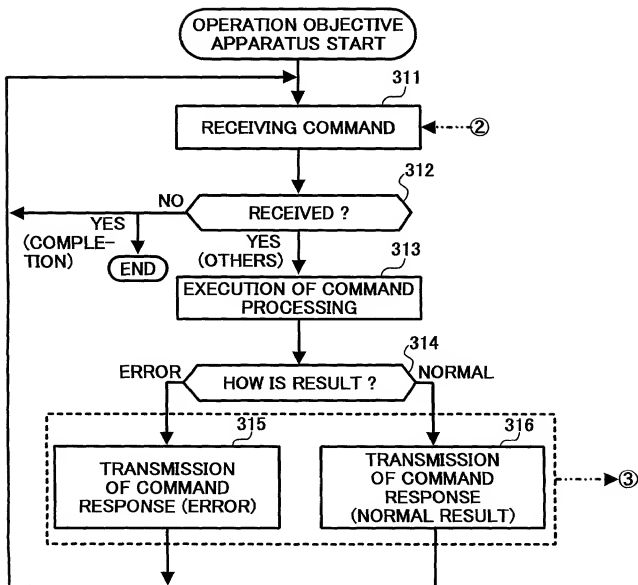 OPERATION OBJECTIVE
APPARATUS START
311
RECEIVING COMMAND
②
312
NO
RECEIVED ?
YES
(COMPLE-
TION)
END
YES
(OTHERS)
313
EXECUTION OF COMMAND
PROCESSING
314
ERROR
HOW IS RESULT ?
NORMAL
315
TRANSMISSION
OF COMMAND
RESPONSE (ERROR)
316
TRANSMISSION
OF COMMAND
RESPONSE
(NORMAL RESULT)
③